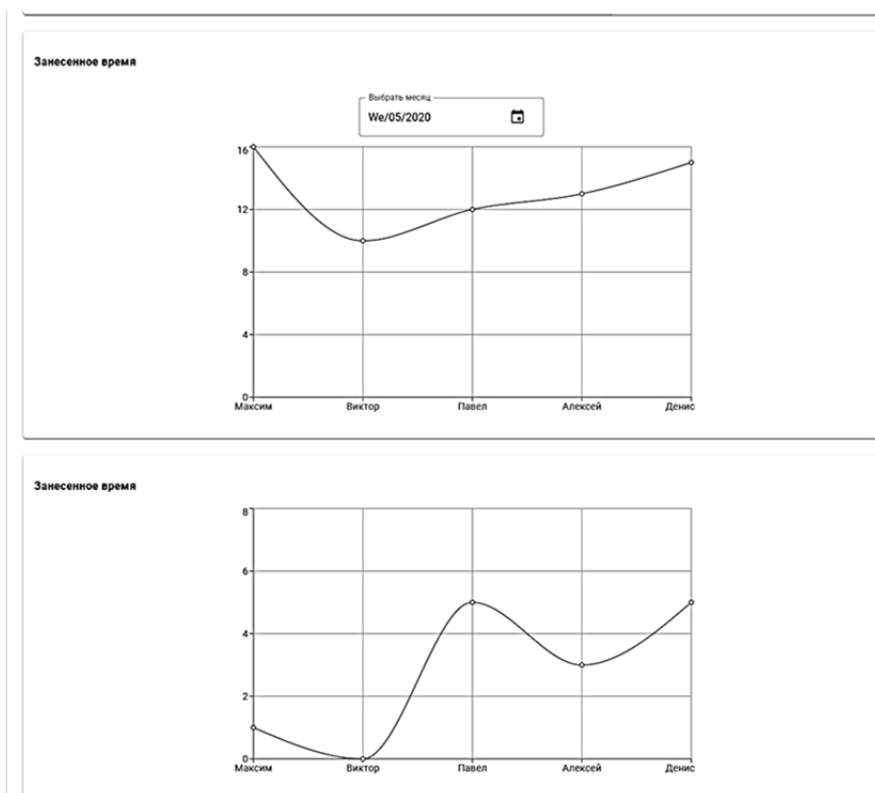 Занесенное время
Выбрать месяц
We/05/2020
16
12
8
4
0
Максим Виктор Павел Алексей Денис
Занесенное время
8
6
4
2
0
Максим Виктор Павел Алексей Денис